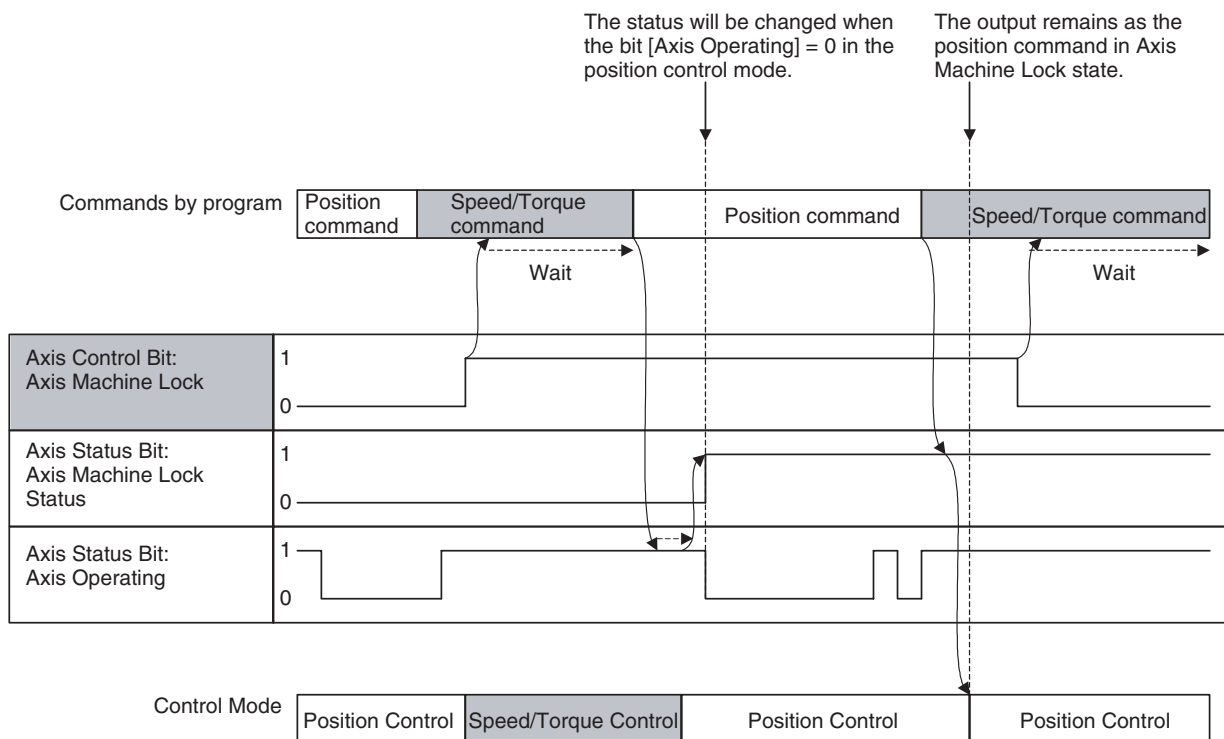 The status will be changed when
the bit [Axis Operating] = 0 in the
position control mode.
The output remains as the
position command in Axis
Machine Lock state.
Commands by program
Position
command
Speed/Torque
command
Position command
Speed/Torque command
Wait
Wait
Axis Control Bit:
Axis Machine Lock
1
0
Axis Status Bit:
Axis Machine Lock
Status
1
0
Axis Status Bit:
Axis Operating
1
0
Control Mode
Position Control
Speed/Torque Control
Position Control
Position Control